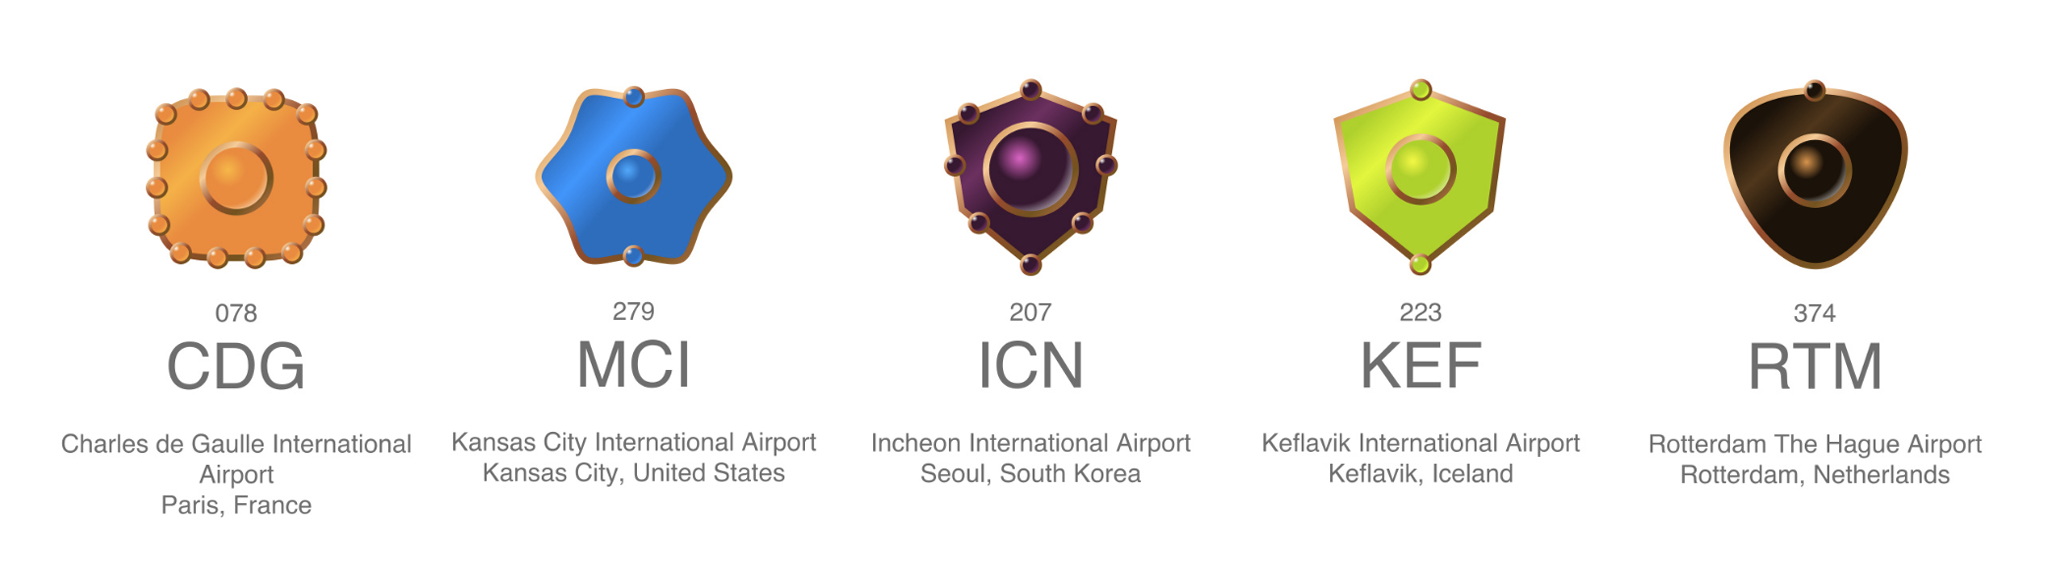 078
CDG
Charles de Gaulle International
Airport
Paris, France
279
MCI
Kansas City International Airport
Kansas City, United States
207
ICN
Incheon International Airport
Seoul, South Korea
223
KEF
Keflavik International Airport
Keflavik, Iceland
374
RTM
Rotterdam The Hague Airport
Rotterdam, Netherlands